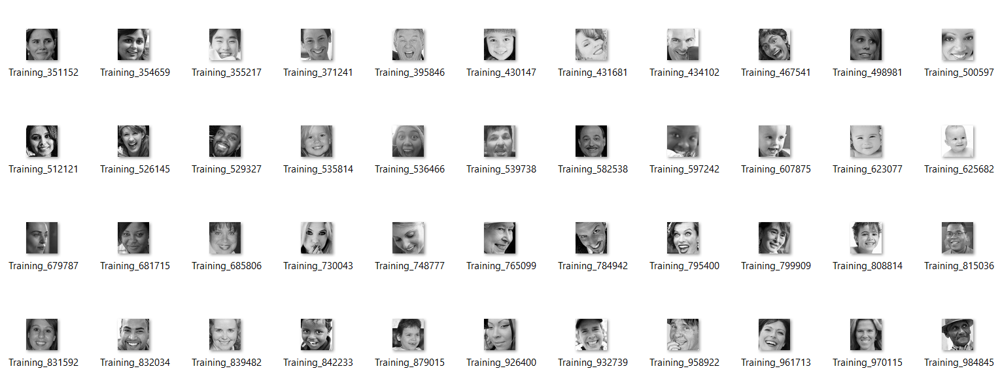 Training_351152 Training_354659 Training_355217 Training_371241 Training_395846 Training_430147 Training_431681 Training_434102 Training_467541 Training_498981 Training_500597
Training_512121 Training_526145 Training_529327 Training_535814 Training_536466 Training_539738 Training_582538 Training_597242 Training_607875 Training_623077 Training_625682
Training_679787 Training_681715 Training_685806 Training_730043 Training_748777 Training_765099 Training_784942 Training_795400 Training_799909 Training_808814 Training_815036
Training_831592 Training_832034 Training_839482 Training_842233 Training_879015 Training_926400 Training_932739 Training_958922 Training_961713 Training_970115 Training_984845